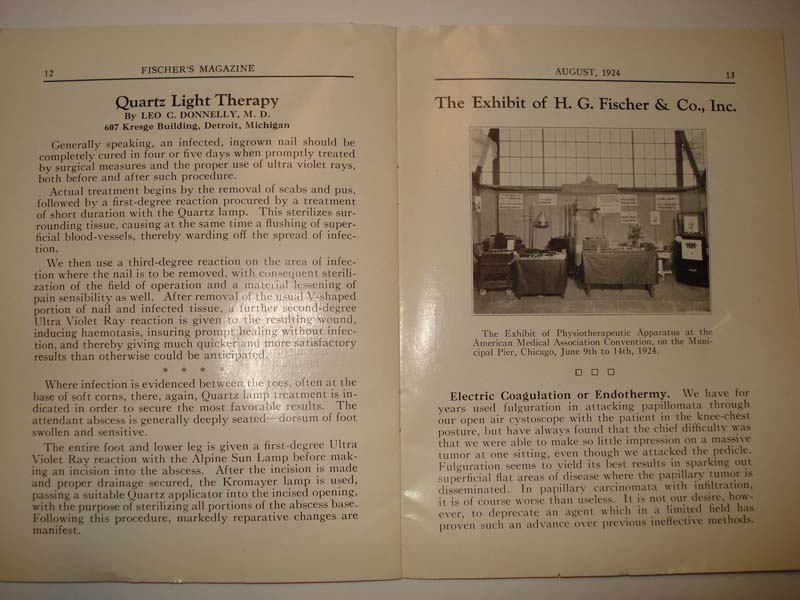 12
FISCHER'S MAGAZINE
Quartz Light Therapy
By LEO C. DONNELLY, M. D.
607 Kresge Building, Detroit, Michigan
Generally speaking, an infected, ingrown nail should be
completely cured in four or five days when promptly treated
by surgical measures and the proper use of ultra violet rays,
both before and after such procedure.
Actual treatment begins by the removal of scabs and pus,
followed by a first-degree reaction procured by a treatment
of short duration with the Quartz lamp. This sterilizes sur-
rounding tissue, causing at the same time a flushing of super-
ficial blood-vessels, thereby warding off the spread of infec-
tion.
We then use a third-degree reaction on the area of infec-
tion where the nail is to be removed, with consequent sterili-
zation of the field of operation and a material lessening of
pain sensibility as well. After removal of the usual V-shaped
portion of nail and infected tissue, a further second-degree
Ultra Violet Ray reaction is given to the resulting wound,
inducing haemotasis, insuring prompt healing without infec-
tion, and thereby giving much quicker and more satisfactory
results than otherwise could be anticipated.
* * * *
Where infection is evidenced between the toes, often at the
base of soft corns, there, again, Quartz lamp treatment is in-
dicated in order to secure the most favorable results. The
attendant abscess is generally deeply seated—dorsum of foot
swollen and sensitive.
The entire foot and lower leg is given a first-degree Ultra
Violet Ray reaction with the Alpine Sun Lamp before mak-
ing an incision into the abscess. After the incision is made
and proper drainage secured, the Kromayer lamp is used,
passing a suitable Quartz applicator into the incised opening,
with the purpose of sterilizing all portions of the abscess base.
Following this procedure, markedly reparative changes are
manifest.
AUGUST, 1924
13
The Exhibit of H. G. Fischer & Co., Inc.
The Exhibit of Physiotherapeutic Apparatus at the
American Medical Association Convention, on the Muni-
cipal Pier, Chicago, June 9th to 14th, 1924.
Electric Coagulation or Endothermy. We have for
years used fulguration in attacking papillomata through
our open air cystoscope with the patient in the knee-chest
posture, but have always found that the chief difficulty was
that we were able to make so little impression on a massive
tumor at one sitting, even though we attacked the pedicle.
Fulguration seems to yield its best results in sparking out
superficial flat areas of disease where the papillary tumor is
disseminated. In papillary carcinomata with infiltration,
it is of course worse than useless. It is not our desire, how-
ever, to deprecate an agent which in a limited field has
proven such an advance over previous ineffective methods.